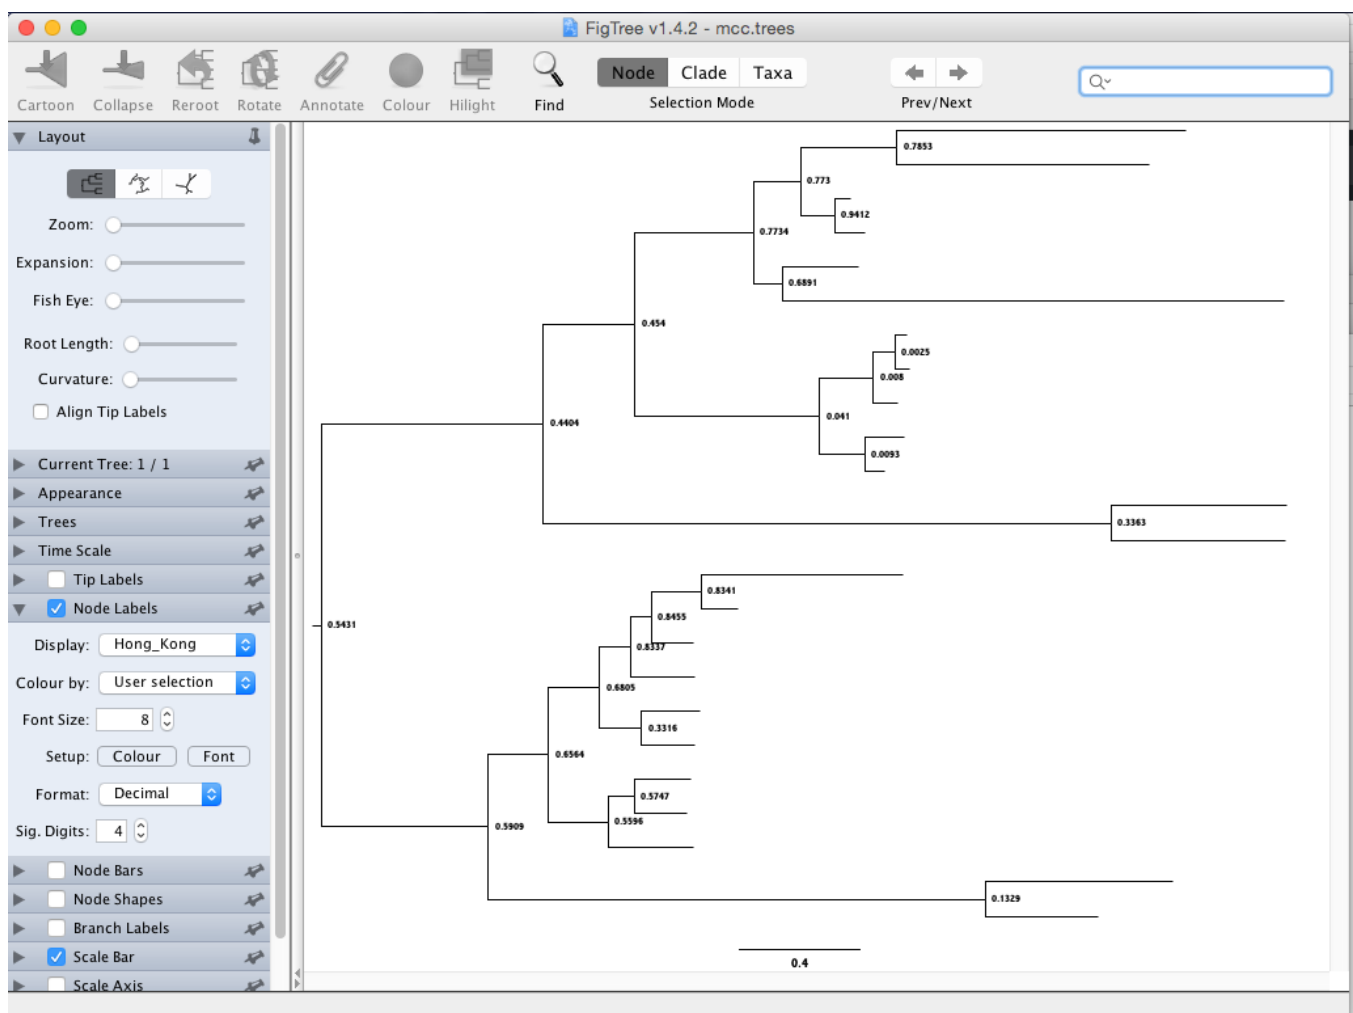 FigTree v1.4.2 - mcc.trees
Cartoon Collapse Reroot Rotate Annotate Colour Hilight Find
Node Clade Taxa
Selection Mode
Prev/Next
Layout
Zoom:
Expansion:
Fish Eye:
Root Length:
Curvature:
Align Tip Labels
Current Tree: 1 / 1
Appearance
Trees
Time Scale
Tip Labels
Node Labels
Display: Hong_Kong
Colour by: User selection
Font Size: 8
Setup: Colour Font
Format: Decimal
Sig. Digits: 4
Node Bars
Node Shapes
Branch Labels
Scale Bar
Scale Axis
0.7853
0.773
0.9412
0.7734
0.6891
0.454
0.0025
0.008
0.041
0.4404
0.0093
0.3363
0.8341
0.8455
0.5431
0.8337
0.6805
0.3316
0.6564
0.5747
0.5596
0.5909
0.1329
0.4